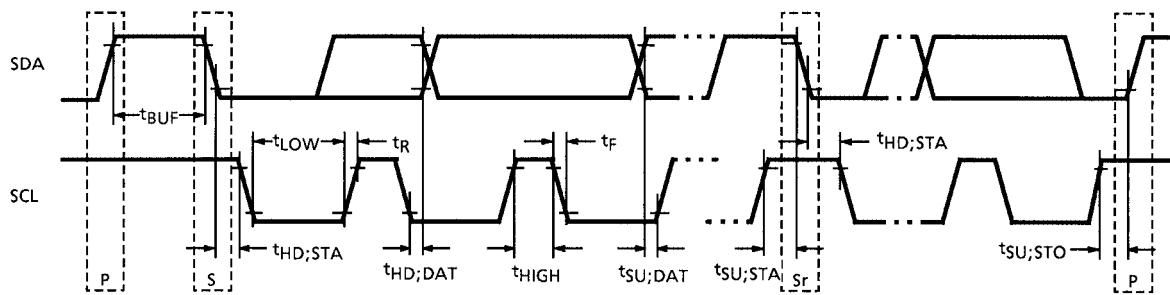 SDA
tBUF
tLOW
tR
tF
tHD;STA
SCL
tHD;STA
tHD;DAT
tHIGH
tSU;DAT
tSU;STA
tSU;STO
P
S
Sr
P